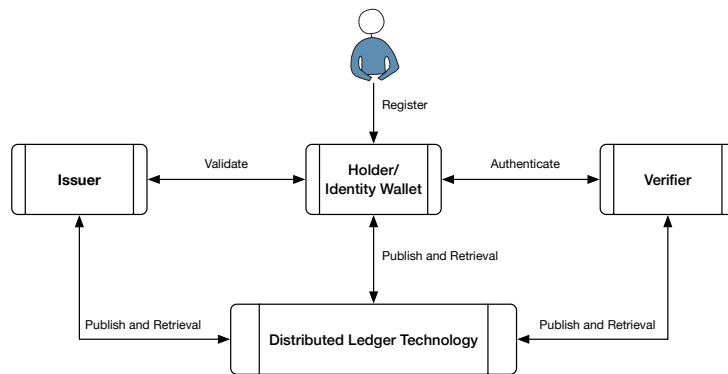 Register
Issuer
Validate
Holder/
Identity Wallet
Authenticate
Verifier
Publish and Retrieval
Publish and Retrieval
Distributed Ledger Technology
Publish and Retrieval